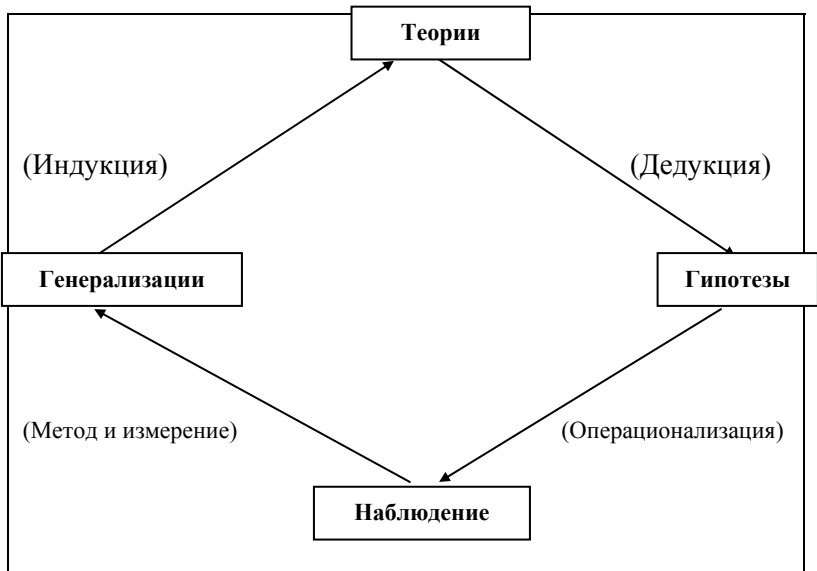 Теории
(Индукция)
(Дедукция)
Генерализации
Гипотезы
(Метод и измерение)
(Операционализация)
Наблюдение